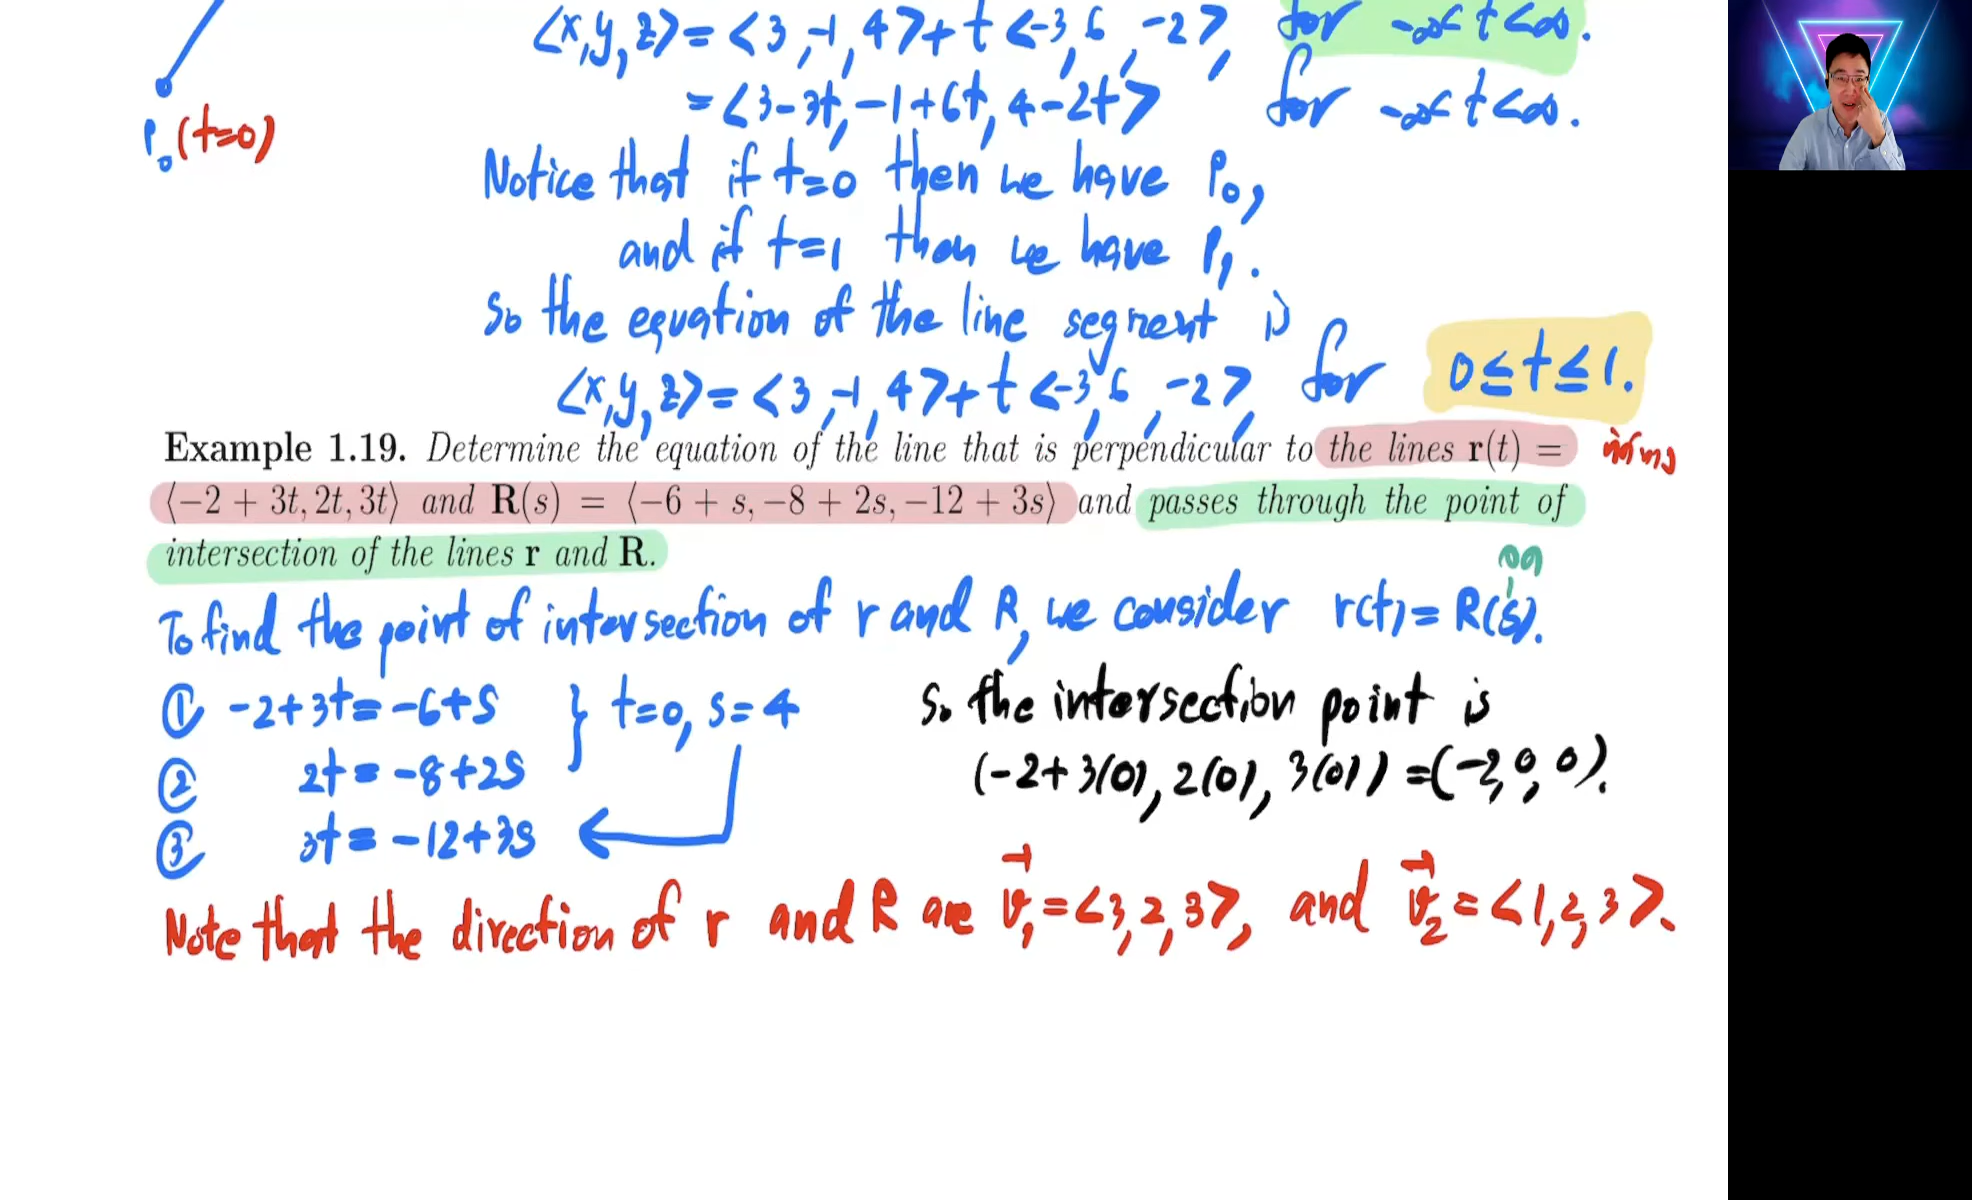 <x,y,z> = <3,-1,4> + t<-3,6,-2>, for -∞<t<∞.
= <3-3t, -1+6t, 4-2t> for -∞<t<∞.
P₀ (t=0)
Notice that if t=0 then we have P₀,
and if t=1 then we have P₁.
So the equation of the line segment is
<x,y,z> = <3,-1,4> + t<-3,6,-2>, for 0≤t≤1.
Example 1.19. Determine the equation of the line that is perpendicular to the lines r(t) =
⟨−2 + 3t, 2t, 3t⟩ and R(s) = ⟨−6 + s, −8 + 2s, −12 + 3s⟩ and passes through the point of
intersection of the lines r and R.
To find the point of intersection of r and R, we consider r(t) = R(s).
① -2+3t = -6+s } t=0, s=4
② 2t = -8+2s
③ 3t = -12+3s
So the intersection point is
(-2+3(0), 2(0), 3(0)) = (-2, 0, 0).
Note that the direction of r and R are v⃗₁ = <3,2,3>, and v⃗₂ = <1,2,3>.